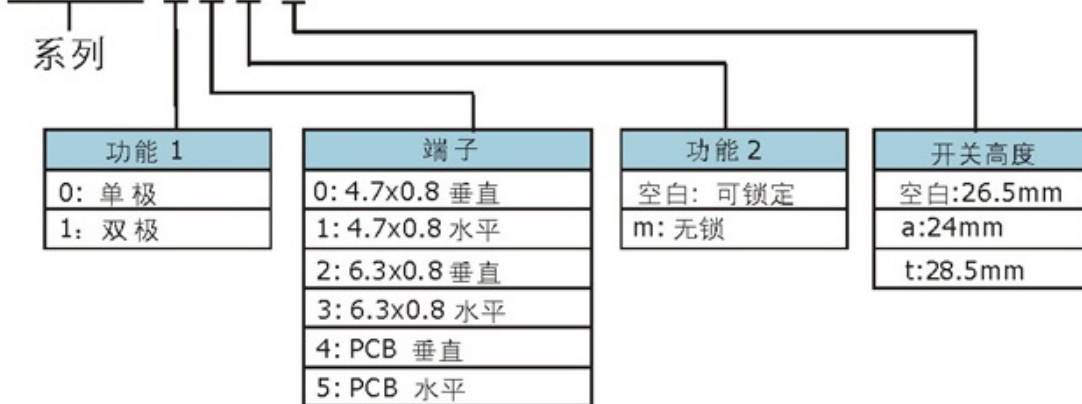 系列
功能 1
0: 单极
1: 双极
端子
0: 4.7x0.8 垂直
1: 4.7x0.8 水平
2: 6.3x0.8 垂直
3: 6.3x0.8 水平
4: PCB 垂直
5: PCB 水平
功能 2
空白: 可锁定
m: 无锁
开关高度
空白:26.5mm
a:24mm
t:28.5mm